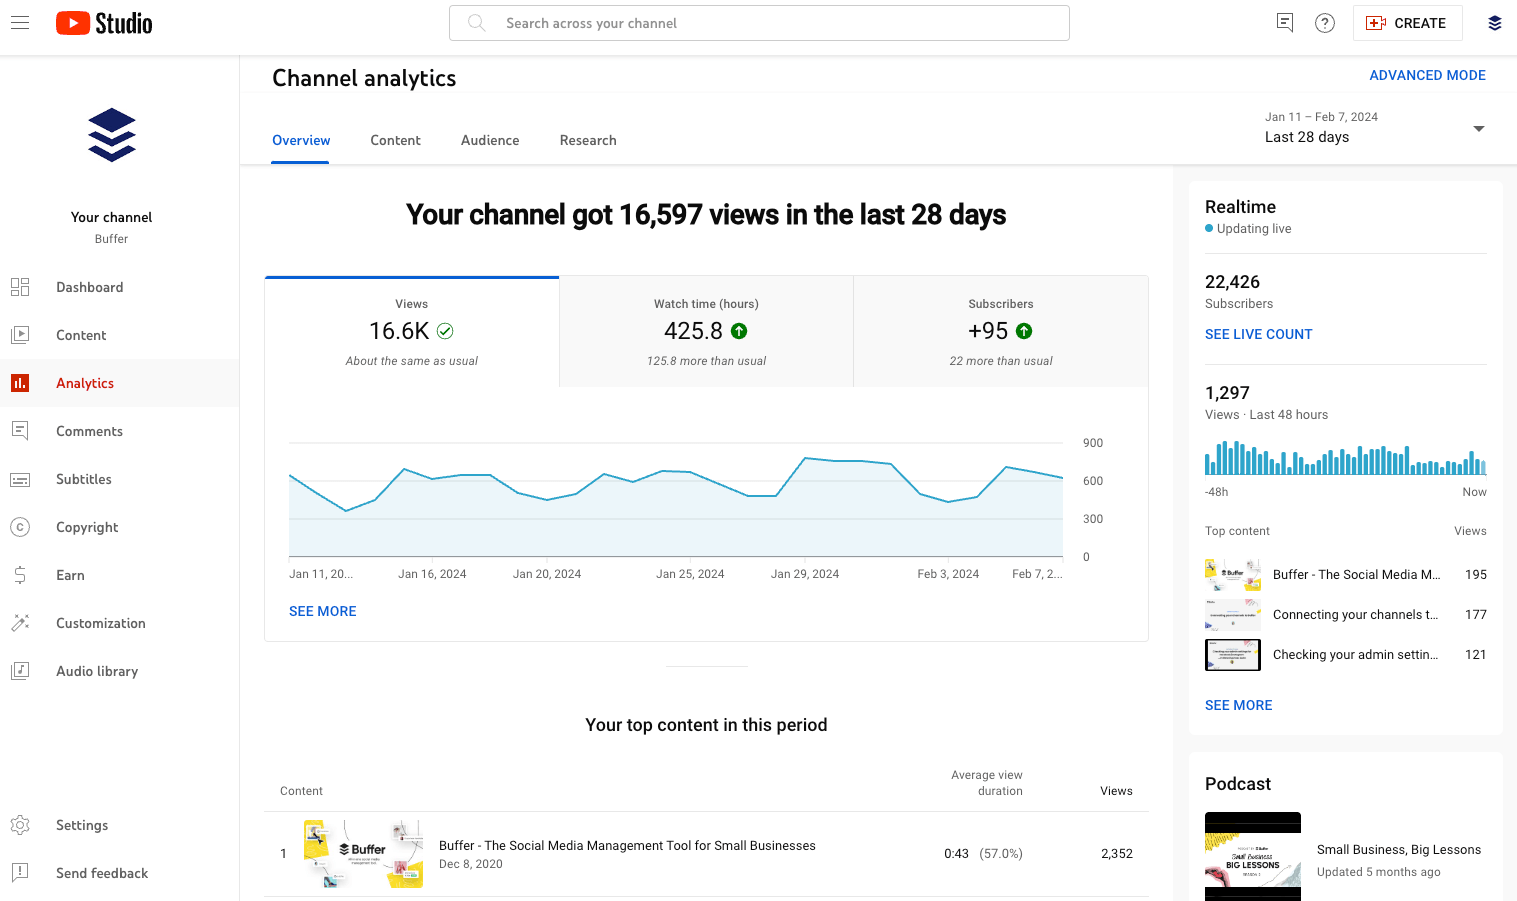 Studio
Search across your channel
CREATE
Channel analytics
ADVANCED MODE
Overview
Content
Audience
Research
Jan 11 – Feb 7, 2024
Last 28 days
Your channel
Buffer
Dashboard
Content
Analytics
Comments
Subtitles
Copyright
Earn
Customization
Audio library
Settings
Send feedback
Your channel got 16,597 views in the last 28 days
Views
16.6K
About the same as usual
Watch time (hours)
425.8
125.8 more than usual
Subscribers
+95
22 more than usual
900
600
300
0
Jan 11, 20...
Jan 16, 2024
Jan 20, 2024
Jan 25, 2024
Jan 29, 2024
Feb 3, 2024
Feb 7, 2...
SEE MORE
Your top content in this period
Content
Average view
duration
Views
1
Buffer
Buffer - The Social Media Management Tool for Small Businesses
Dec 8, 2020
0:43 (57.0%)
2,352
Realtime
Updating live
22,426
Subscribers
SEE LIVE COUNT
1,297
Views · Last 48 hours
-48h
Now
Top content
Views
Buffer
Buffer - The Social Media M...
195
Connecting your channels t...
177
Checking your admin settin...
121
SEE MORE
Podcast
Small Business
BIG LESSONS
Small Business, Big Lessons
Updated 5 months ago